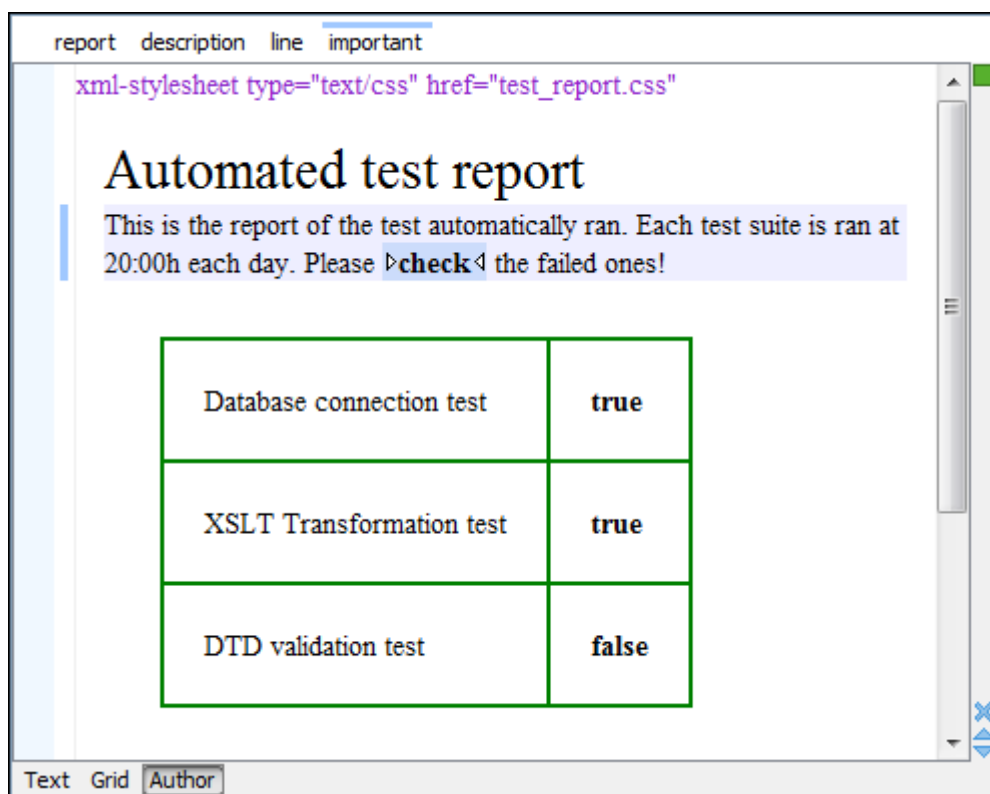 report description line important
xml-stylesheet type="text/css" href="test_report.css"
Automated test report
This is the report of the test automatically ran. Each test suite is ran at
20:00h each day. Please check the failed ones!
Database connection test true
XSLT Transformation test true
DTD validation test false
Text Grid Author